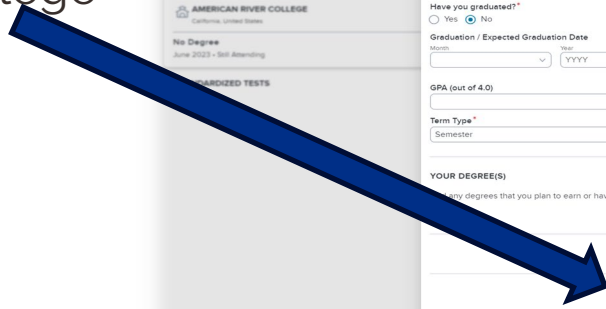 AMERICAN RIVER COLLEGE
California, United States
No Degree
June 2023 - Still Attending
TESTS
Have you graduated?*
Yes No
Graduation / Expected Graduation Date
Month Year
YYYY
GPA (out of 4.0)
Term Type*
Semester
YOUR DEGREE(S)
any degrees that you plan to earn or